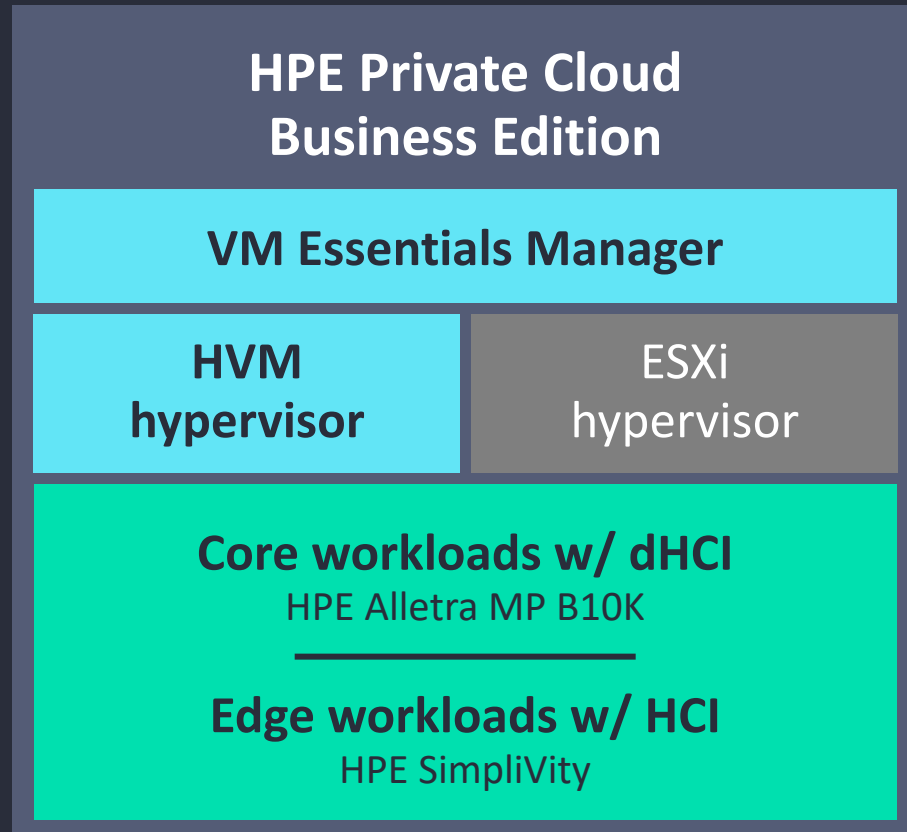 HPE Private Cloud
Business Edition
VM Essentials Manager
HVM
hypervisor
ESXi
hypervisor
Core workloads w/ dHCI
HPE Alletra MP B10K
Edge workloads w/ HCI
HPE SimpliVity